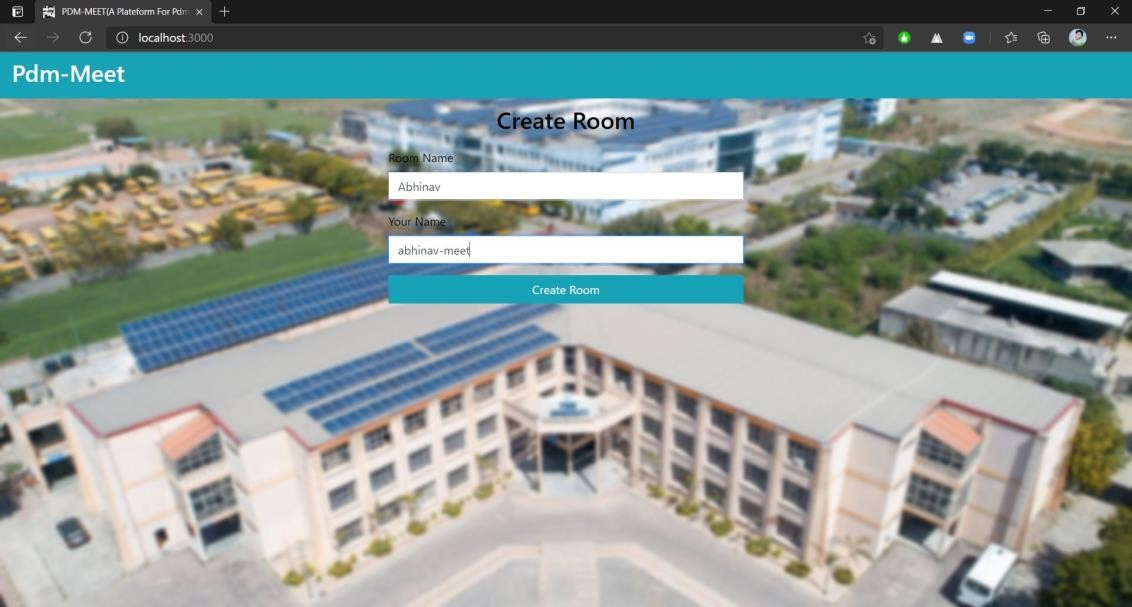 PDM-MEET(A Plateform For Pdm
localhost:3000
Pdm-Meet
Create Room
Room Name
Abhinav
Your Name
abhinav-meet
Create Room